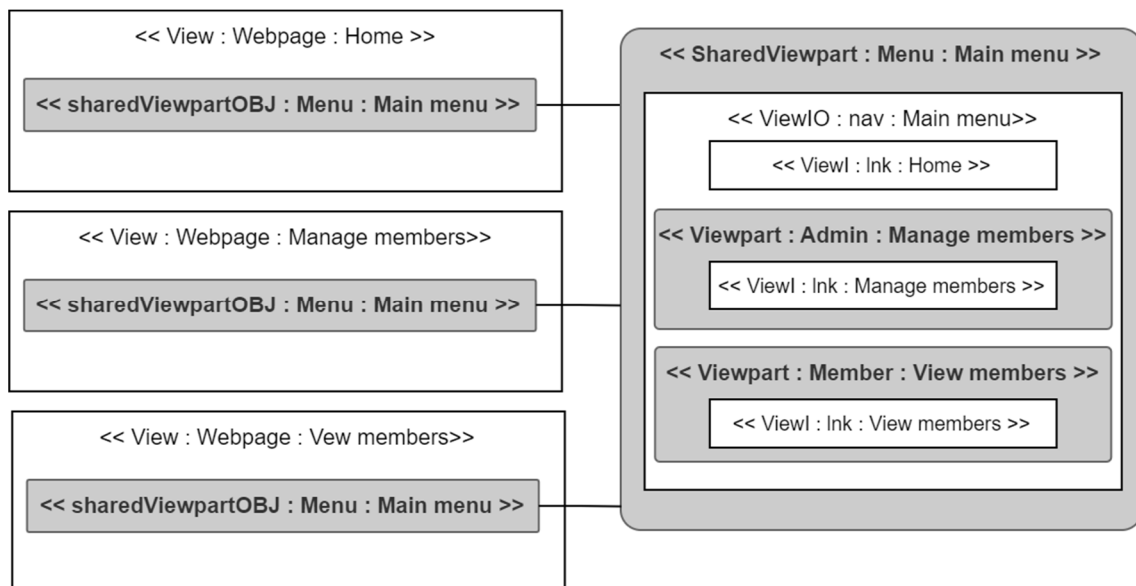 << View : Webpage : Home >>
<< sharedViewpartOBJ : Menu : Main menu >>
<< View : Webpage : Manage members>>
<< sharedViewpartOBJ : Menu : Main menu >>
<< View : Webpage : Vew members>>
<< sharedViewpartOBJ : Menu : Main menu >>
<< SharedViewpart : Menu : Main menu >>
<< ViewIO : nav : Main menu>>
<< ViewI : lnk : Home >>
<< Viewpart : Admin : Manage members >>
<< ViewI : lnk : Manage members >>
<< Viewpart : Member : View members >>
<< ViewI : lnk : View members >>